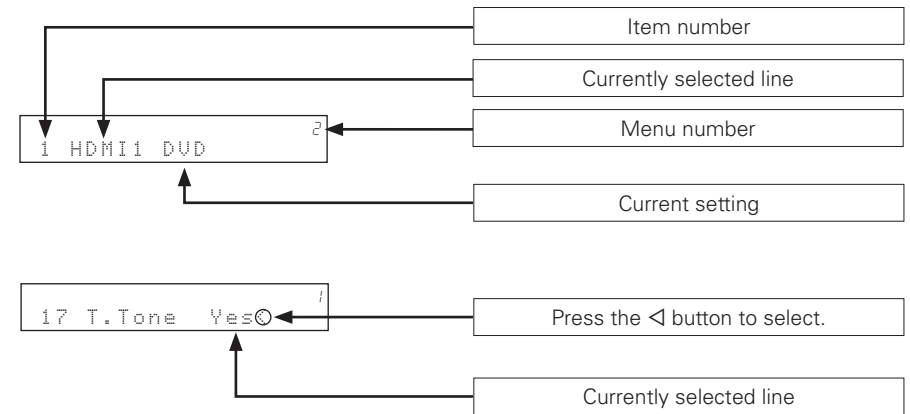 Item number
Currently selected line
2
Menu number
1 HDMI1 DVD
Current setting
1
17 T.Tone Yes
Press the ◁ button to select.
Currently selected line